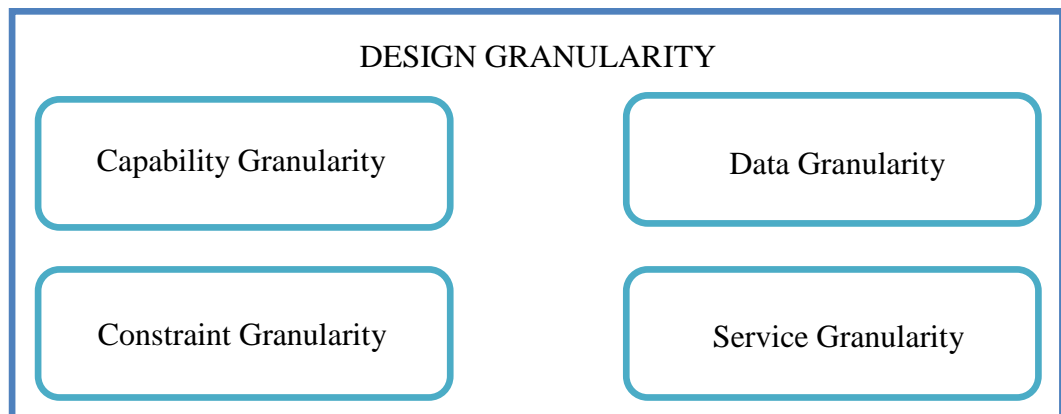 DESIGN GRANULARITY
Capability Granularity
Data Granularity
Constraint Granularity
Service Granularity